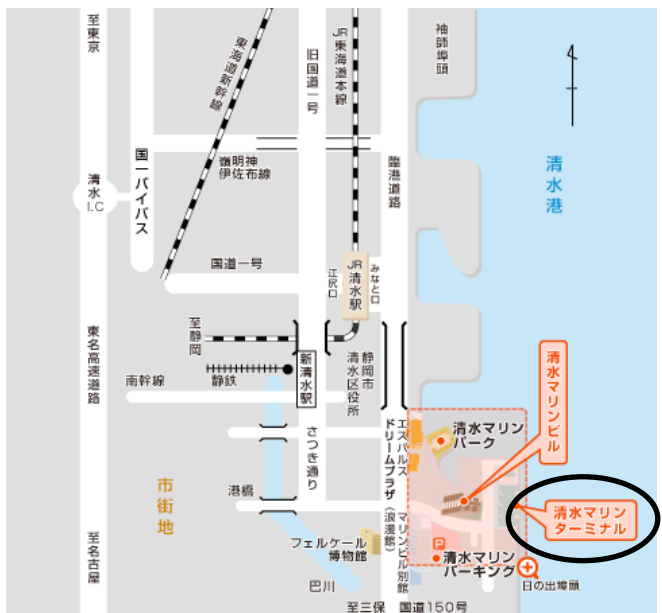 至東京
東海道新幹線
旧国道一号
JR東海道本線
袖師埠頭
国一バイパス
清水
I.C
嶺明神
伊佐布線
臨港道路
清水港
国道一号
江尻口
JR清水駅
みなと口
東名高速道路
至静岡
静鉄
新清水駅
静岡市
清水区役所
南幹線
さつき通り
エスパルス
ドリームプラザ
(浪漫館)
清水マリン
パーク
清水マリンビル
市街地
港橋
清水マリン
ターミナル
フェルケール
博物館
マリンビル別館
P
清水マリン
パーキング
日の出埠頭
巴川
至名古屋
至三保 国道150号